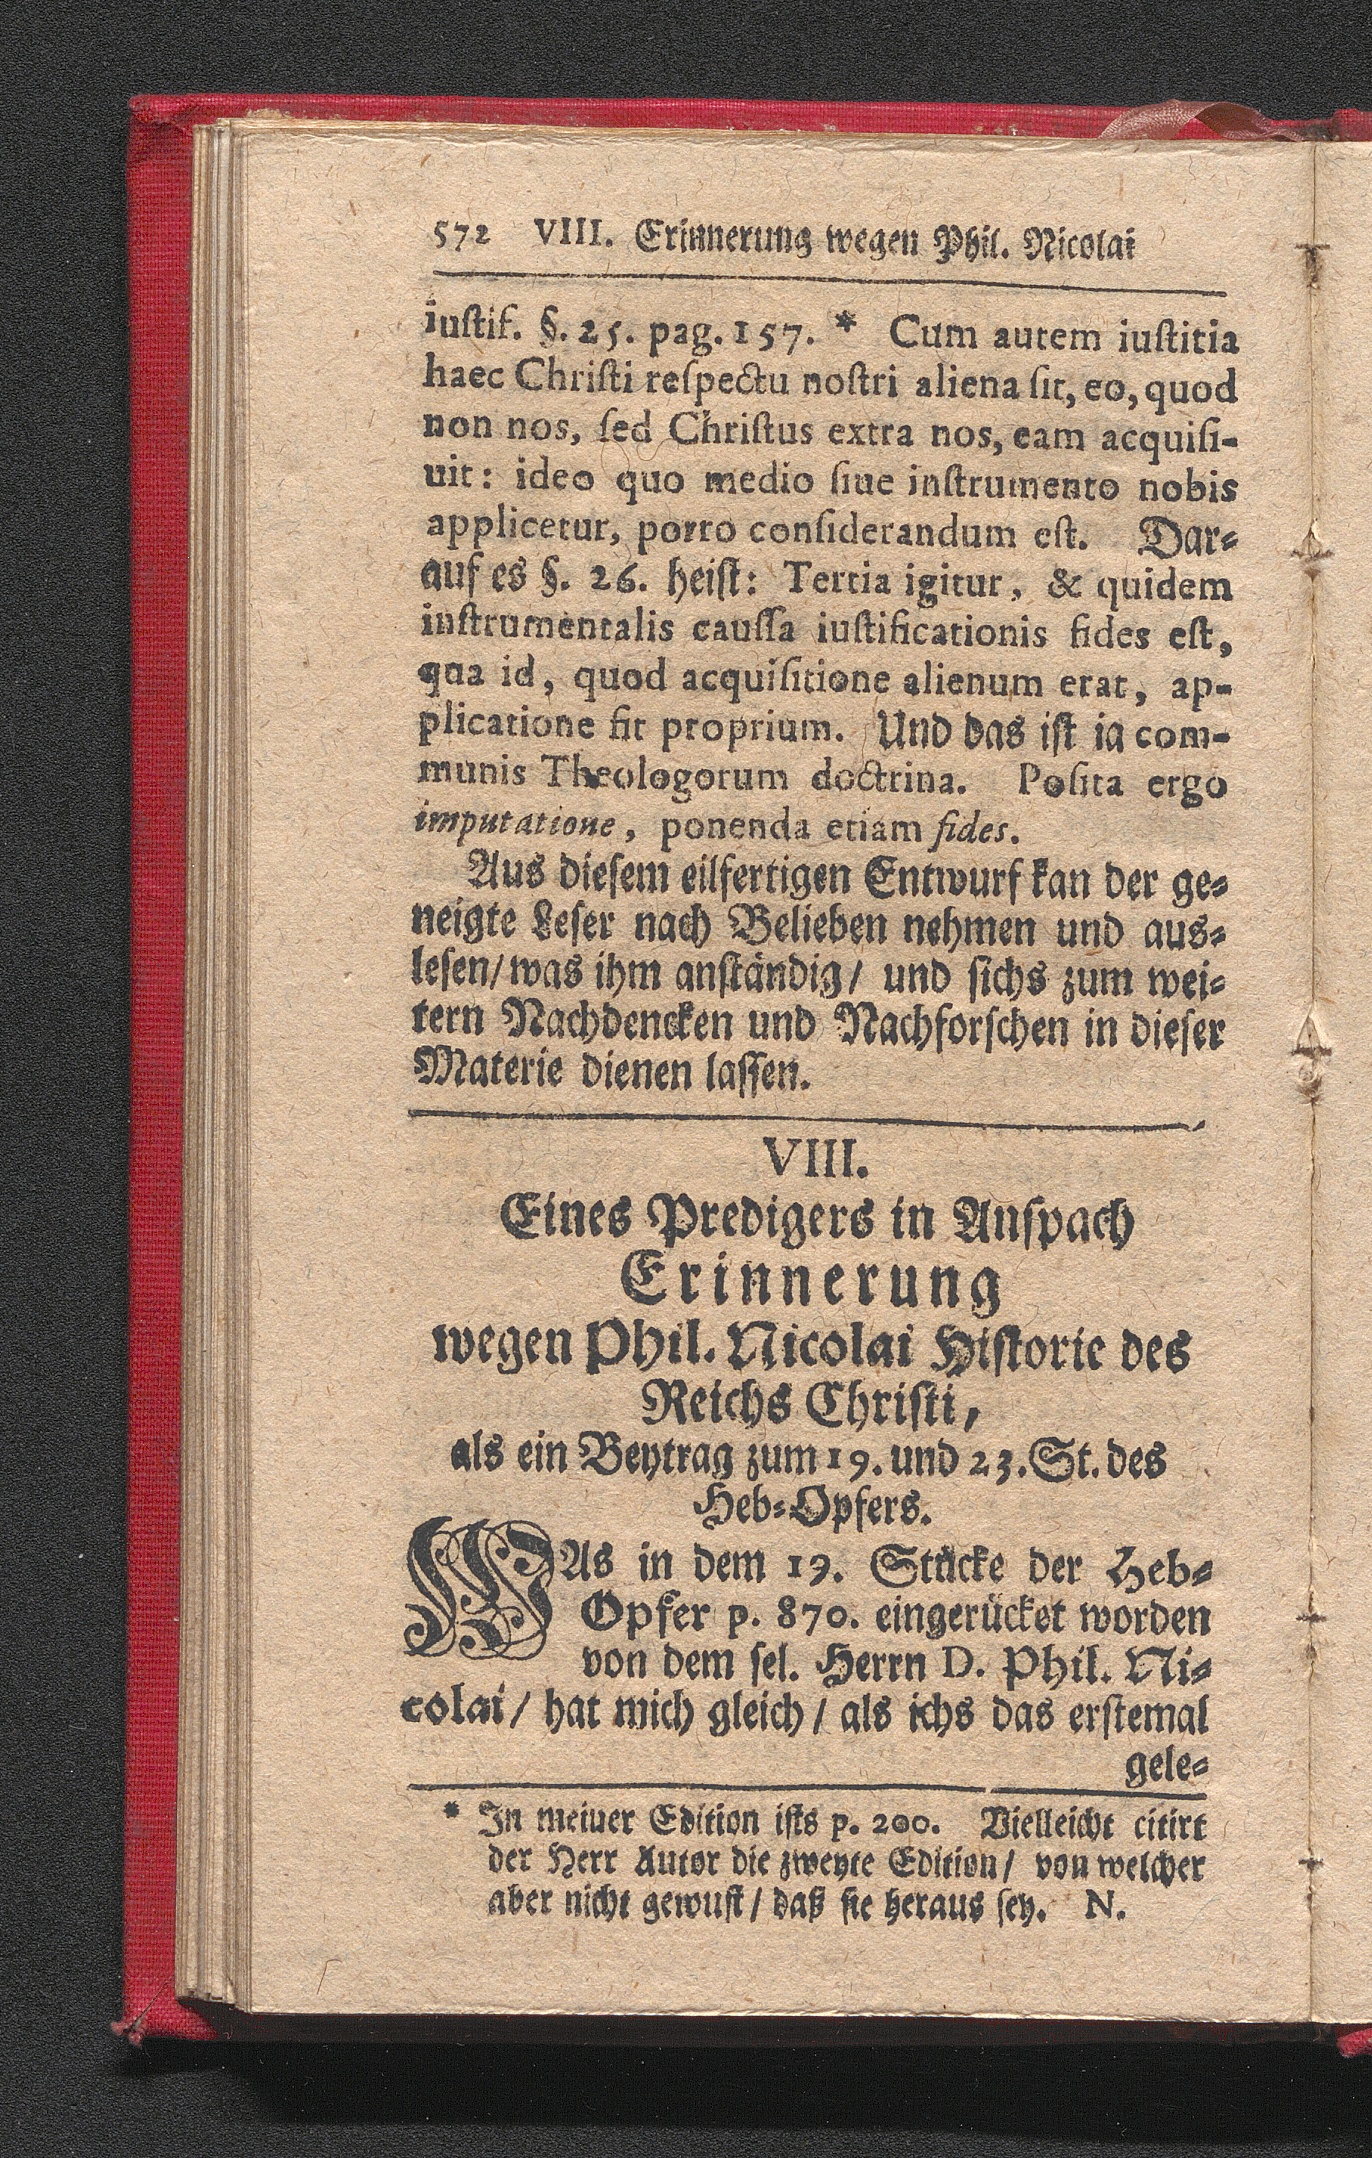 572 VIII. Erinnerung wegen Phil. Nicolai
iuſtif. §. 25. pag. 157. * Cum autem iuſtitia
haec Chriſti reſpectu noſtri aliena ſit, eo, quod
non nos, ſed Chriſtus extra nos, eam acquiſi-
uit: ideo quo medio ſiue inſtrumento nobis
applicetur, porro conſiderandum eſt. Dar-
auf es §. 26. heiſt: Tertia igitur, & quidem
inſtrumentalis cauſſa iuſtificationis fides eſt,
qua id, quod acquiſitione alienum erat, ap-
plicatione fit proprium. Und das iſt ja com-
munis Theologorum doctrina. Poſita ergo
imputatione, ponenda etiam fides.
Aus dieſem eilfertigen Entwurf kan der ge-
neigte Leſer nach Belieben nehmen und aus-
leſen/ was ihm anſtändig/ und ſichs zum wei-
tern Nachdencken und Nachforſchen in dieſer
Materie dienen laſſen.
VIII.
Eines Predigers in Anſpach
Erinnerung
wegen Phil. Nicolai Hiſtorie des
Reichs Chriſti,
als ein Beytrag zum 19. und 23. St. des
Heb-Opfers.
WAs in dem 19. Stücke der Heb-
Opfer p. 870. eingerücket worden
von dem ſel. Herrn D. Phil. Ni-
colai/ hat mich gleich/ als ichs das erſtemal
gele-
* In meiner Edition iſts p. 200. Vielleicht citirt
der Herr Autor die zweyte Edition/ von welcher
aber nicht gewuſt/ daß ſie heraus ſey. N.